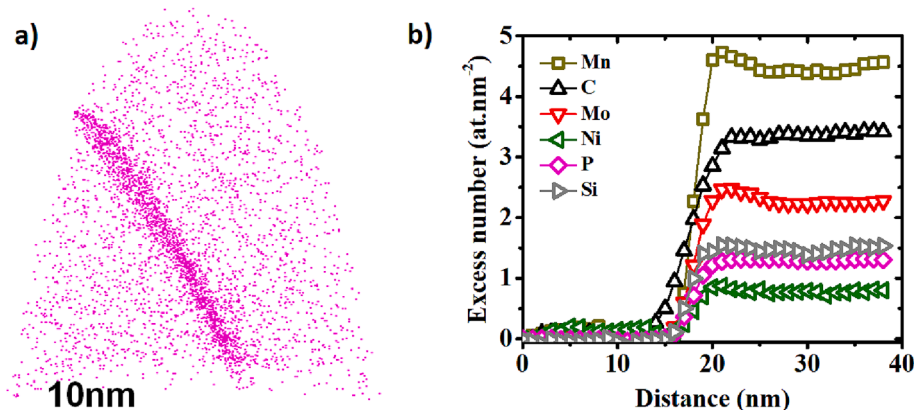 a)
10nm
b)
Excess number (at.nm⁻²)
5
4
3
2
1
0
Mn
C
Mo
Ni
P
Si
0 10 20 30 40
Distance (nm)